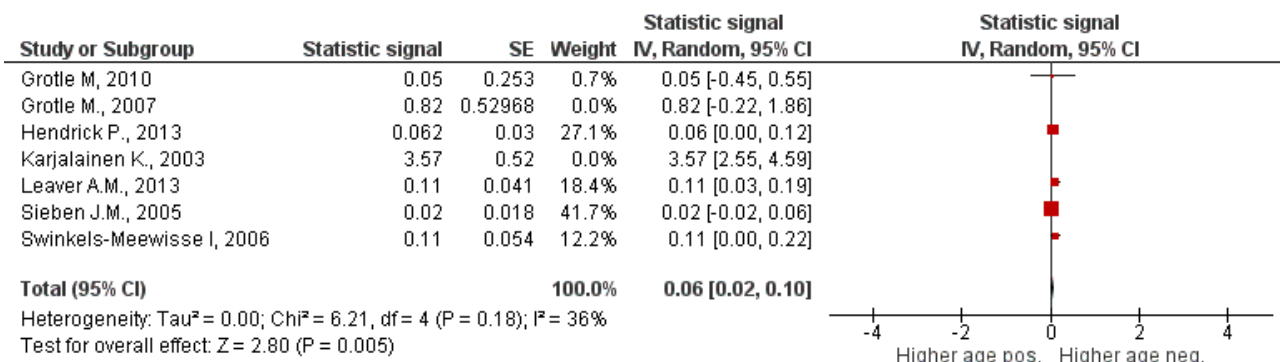 Statistic signal Statistic signal
Study or Subgroup Statistic signal SE Weight IV, Random, 95% CI IV, Random, 95% CI
Grotle M, 2010 0.05 0.253 0.7% 0.05 [-0.45, 0.55]
Grotle M., 2007 0.82 0.52968 0.0% 0.82 [-0.22, 1.86]
Hendrick P., 2013 0.062 0.03 27.1% 0.06 [0.00, 0.12]
Karjalainen K., 2003 3.57 0.52 0.0% 3.57 [2.55, 4.59]
Leaver A.M., 2013 0.11 0.041 18.4% 0.11 [0.03, 0.19]
Sieben J.M., 2005 0.02 0.018 41.7% 0.02 [-0.02, 0.06]
Swinkels-Meewisse I, 2006 0.11 0.054 12.2% 0.11 [0.00, 0.22]
Total (95% CI) 100.0% 0.06 [0.02, 0.10]
Heterogeneity: Tau² = 0.00; Chi² = 6.21, df = 4 (P = 0.18); I² = 36%
Test for overall effect: Z = 2.80 (P = 0.005)
-4 -2 0 2 4
Higher age pos. Higher age neg.